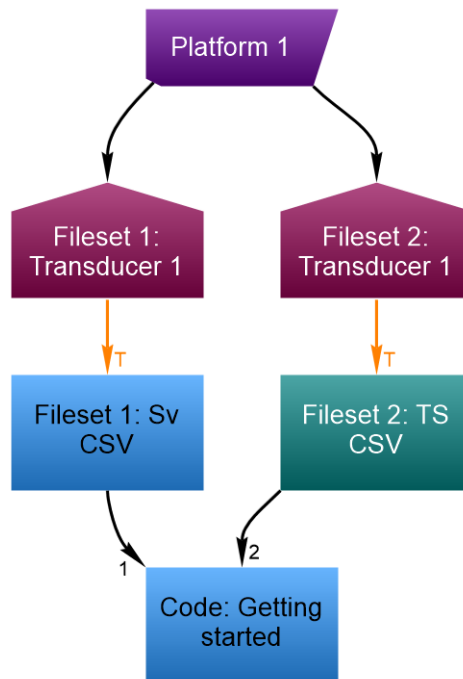 Platform 1
Fileset 1:
Transducer 1
Fileset 2:
Transducer 1
T
T
Fileset 1: Sv
CSV
Fileset 2: TS
CSV
1
2
Code: Getting
started